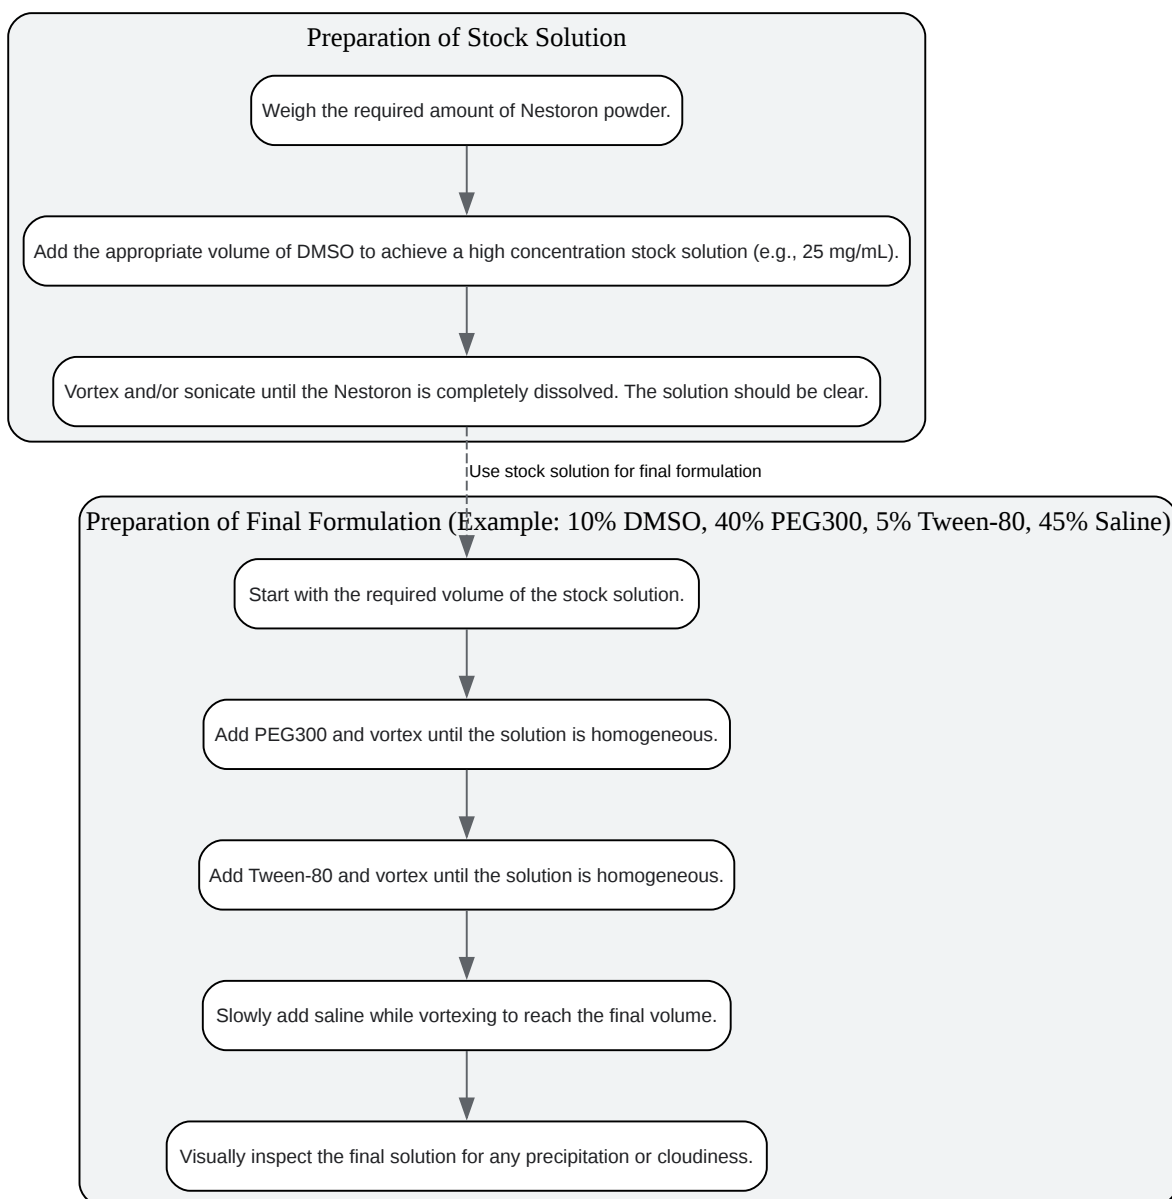 Preparation of Stock Solution
Weigh the required amount of Nestoron powder.
Add the appropriate volume of DMSO to achieve a high concentration stock solution (e.g., 25 mg/mL).
Vortex and/or sonicate until the Nestoron is completely dissolved. The solution should be clear.
Use stock solution for final formulation
Preparation of Final Formulation (Example: 10% DMSO, 40% PEG300, 5% Tween-80, 45% Saline)
Start with the required volume of the stock solution.
Add PEG300 and vortex until the solution is homogeneous.
Add Tween-80 and vortex until the solution is homogeneous.
Slowly add saline while vortexing to reach the final volume.
Visually inspect the final solution for any precipitation or cloudiness.